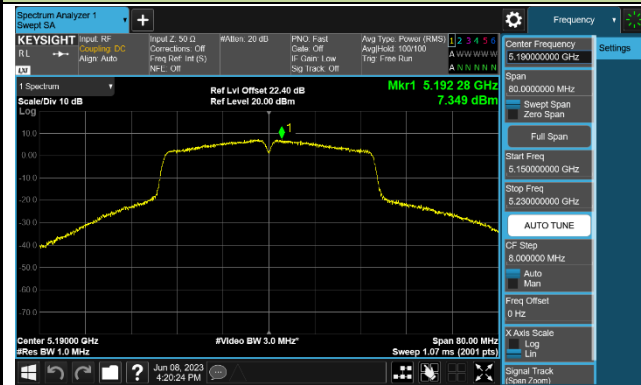 Spectrum Analyzer 1
Swept SA
Frequency
KEYSIGHT
RL
Input: RF
Coupling: DC
Align: Auto
Input Z: 50 Ω
Corrections: Off
Freq Ref: Int (S)
NFE: Off
#Atten: 20 dB
PNO: Fast
Gate: Off
IF Gain: Low
Sig Track: Off
Avg Type: Power (RMS)
Avg|Hold: 100/100
Trig: Free Run
1 2 3 4 5 6
A W W W W W
A N N N N N
1 Spectrum
Scale/Div 10 dB
Log
Ref Lvl Offset 22.40 dB
Ref Level 20.00 dBm
Mkr1 5.192 28 GHz
7.349 dBm
1
10.0
0.00
-10.0
-20.0
-30.0
-40.0
-50.0
-60.0
-70.0
Center 5.19000 GHz
#Res BW 1.0 MHz
#Video BW 3.0 MHz*
Span 80.00 MHz
Sweep 1.07 ms (2001 pts)
Jun 08, 2023
4:20:24 PM
Center Frequency
5.190000000 GHz
Settings
Span
80.0000000 MHz
Swept Span
Zero Span
Full Span
Start Freq
5.150000000 GHz
Stop Freq
5.230000000 GHz
AUTO TUNE
CF Step
8.000000 MHz
Auto
Man
Freq Offset
0 Hz
X Axis Scale
Log
Lin
Signal Track
(Span Zoom)